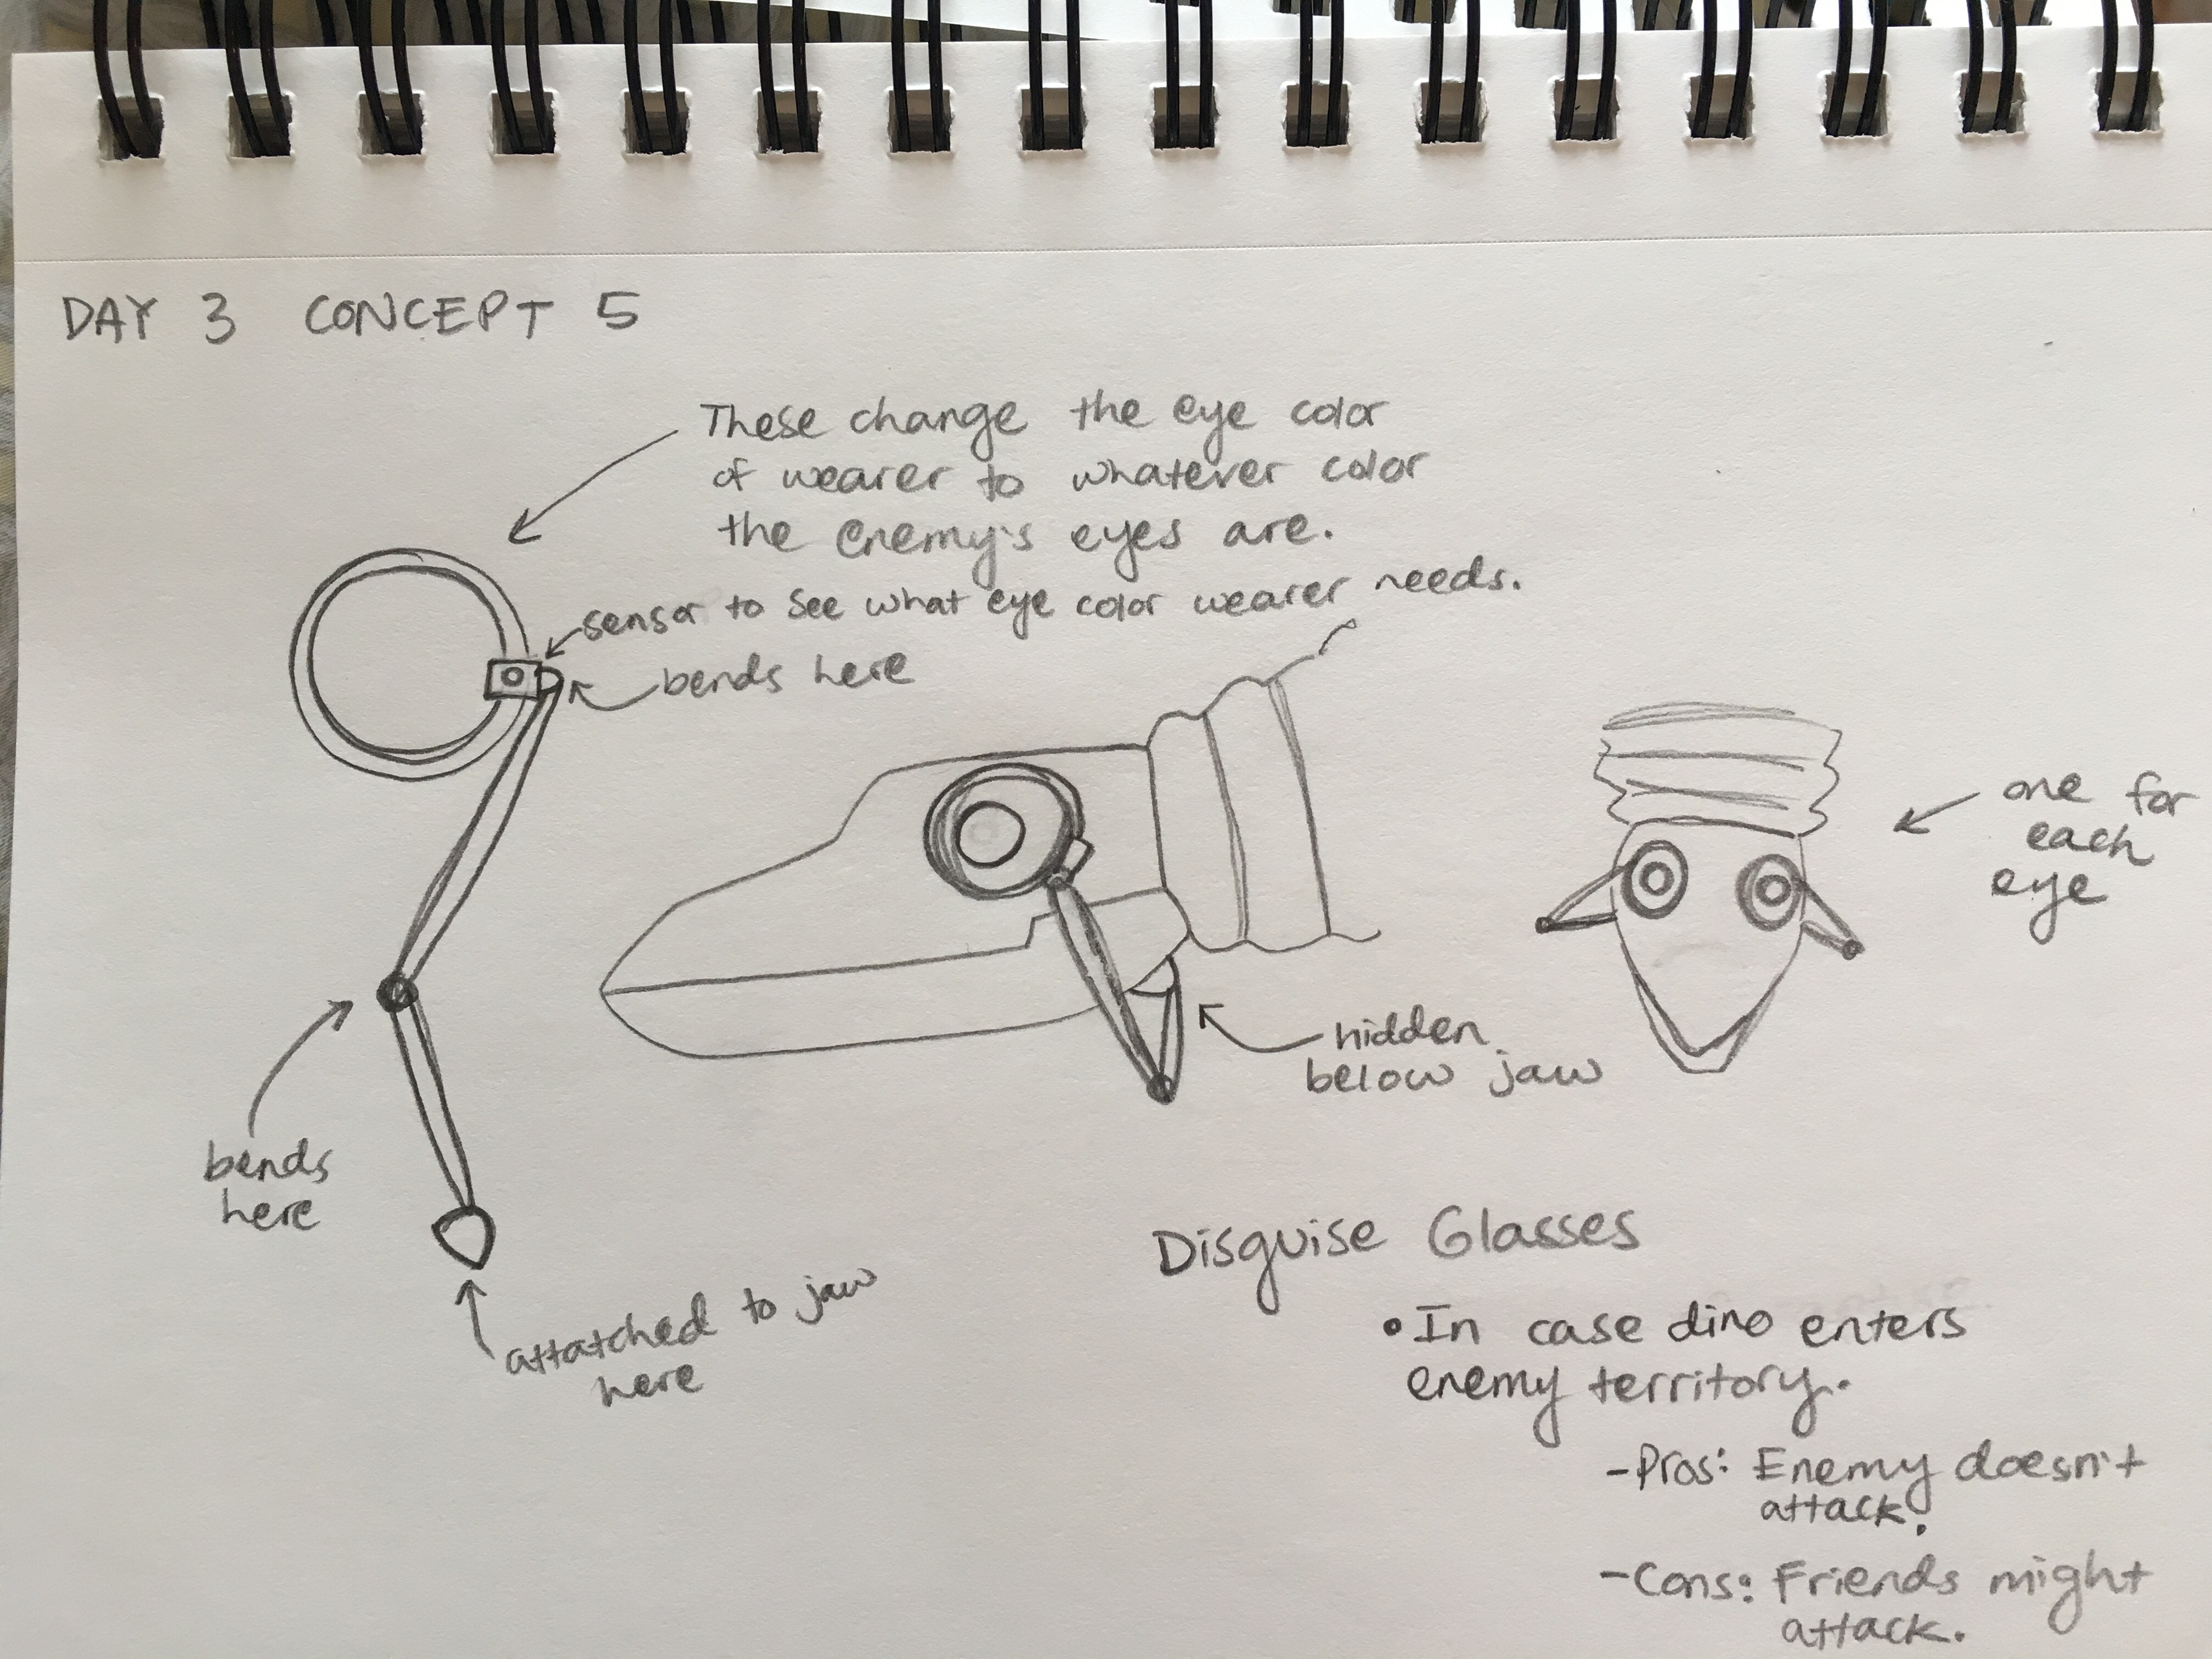 DAY 3 CONCEPT 5
These change the eye color
of wearer to whatever color
the enemy's eyes are.
sensor to see what eye color wearer needs.
bends here
one for
each
eye
hidden
below jaw
bends
here
attatched to jaw
here
Disguise Glasses
• In case dino enters
enemy territory.
- Pros: Enemy doesn't
attack.
- Cons: Friends might
attack.